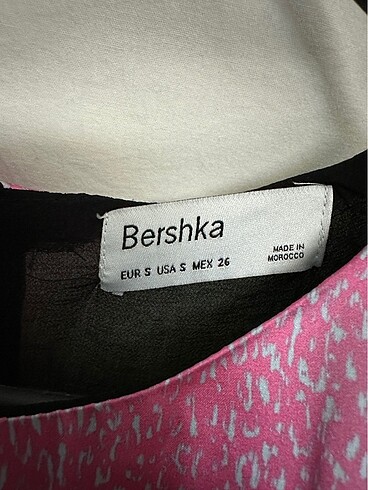 Bershka
EUR S USA S MEX 26
MADE IN
MOROCCO